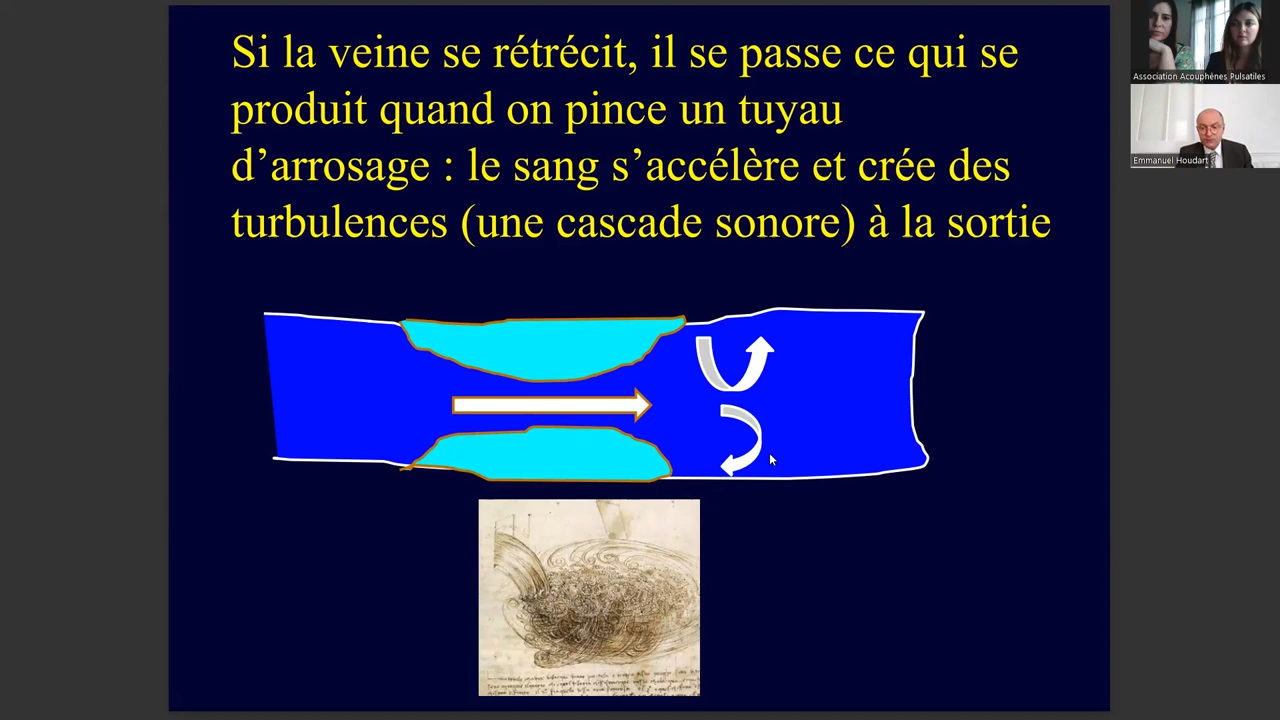 Si la veine se rétrécit, il se passe ce qui se
produit quand on pince un tuyau
d’arrosage : le sang s’accélère et crée des
turbulences (une cascade sonore) à la sortie
Association Acouphènes Pulsatiles
Emmanuel Houdart